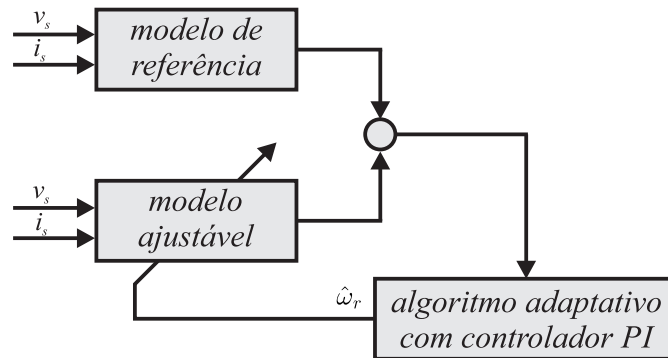 v_s
i_s
modelo de
referência
v_s
i_s
modelo
ajustável
ω̂_r
algoritmo adaptativo
com controlador PI